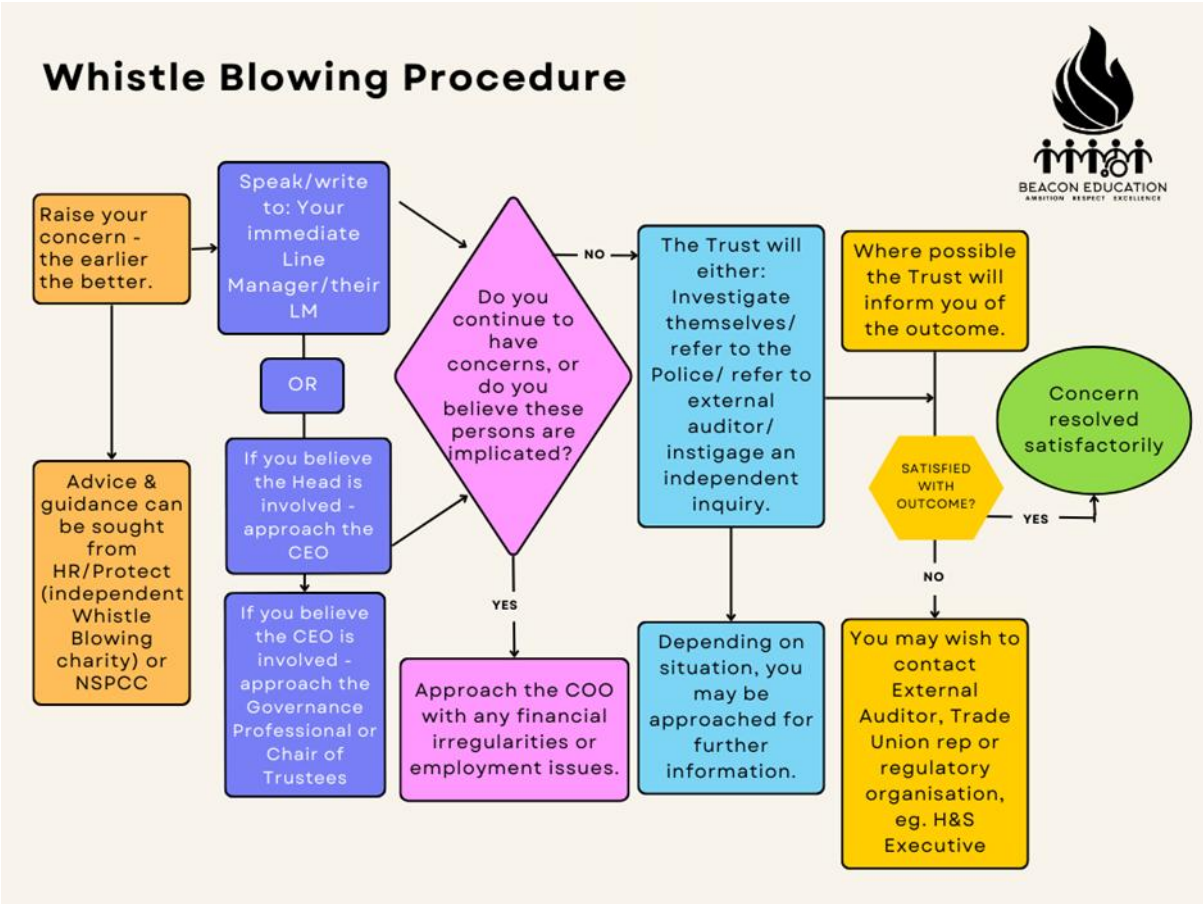 Whistle Blowing Procedure
BEACON EDUCATION
AMBITION RESPECT EXCELLENCE
Raise your
concern -
the earlier
the better.
Advice &
guidance can
be sought
from
HR/Protect
(independent
Whistle
Blowing
charity) or
NSPCC
Speak/write
to: Your
immediate
Line
Manager/their
LM
OR
If you believe
the Head is
involved -
approach the
CEO
If you believe
the CEO is
involved -
approach the
Governance
Professional or
Chair of
Trustees
Do you
continue to
have
concerns, or
do you
believe these
persons are
implicated?
NO
YES
Approach the COO
with any financial
irregularities or
employment issues.
The Trust will
either:
Investigate
themselves/
refer to the
Police/ refer to
external
auditor/
instigage an
independent
inquiry.
Depending on
situation, you
may be
approached for
further
information.
Where possible
the Trust will
inform you of
the outcome.
SATISFIED
WITH
OUTCOME?
YES
Concern
resolved
satisfactorily
NO
You may wish to
contact
External
Auditor, Trade
Union rep or
regulatory
organisation,
eg. H&S
Executive